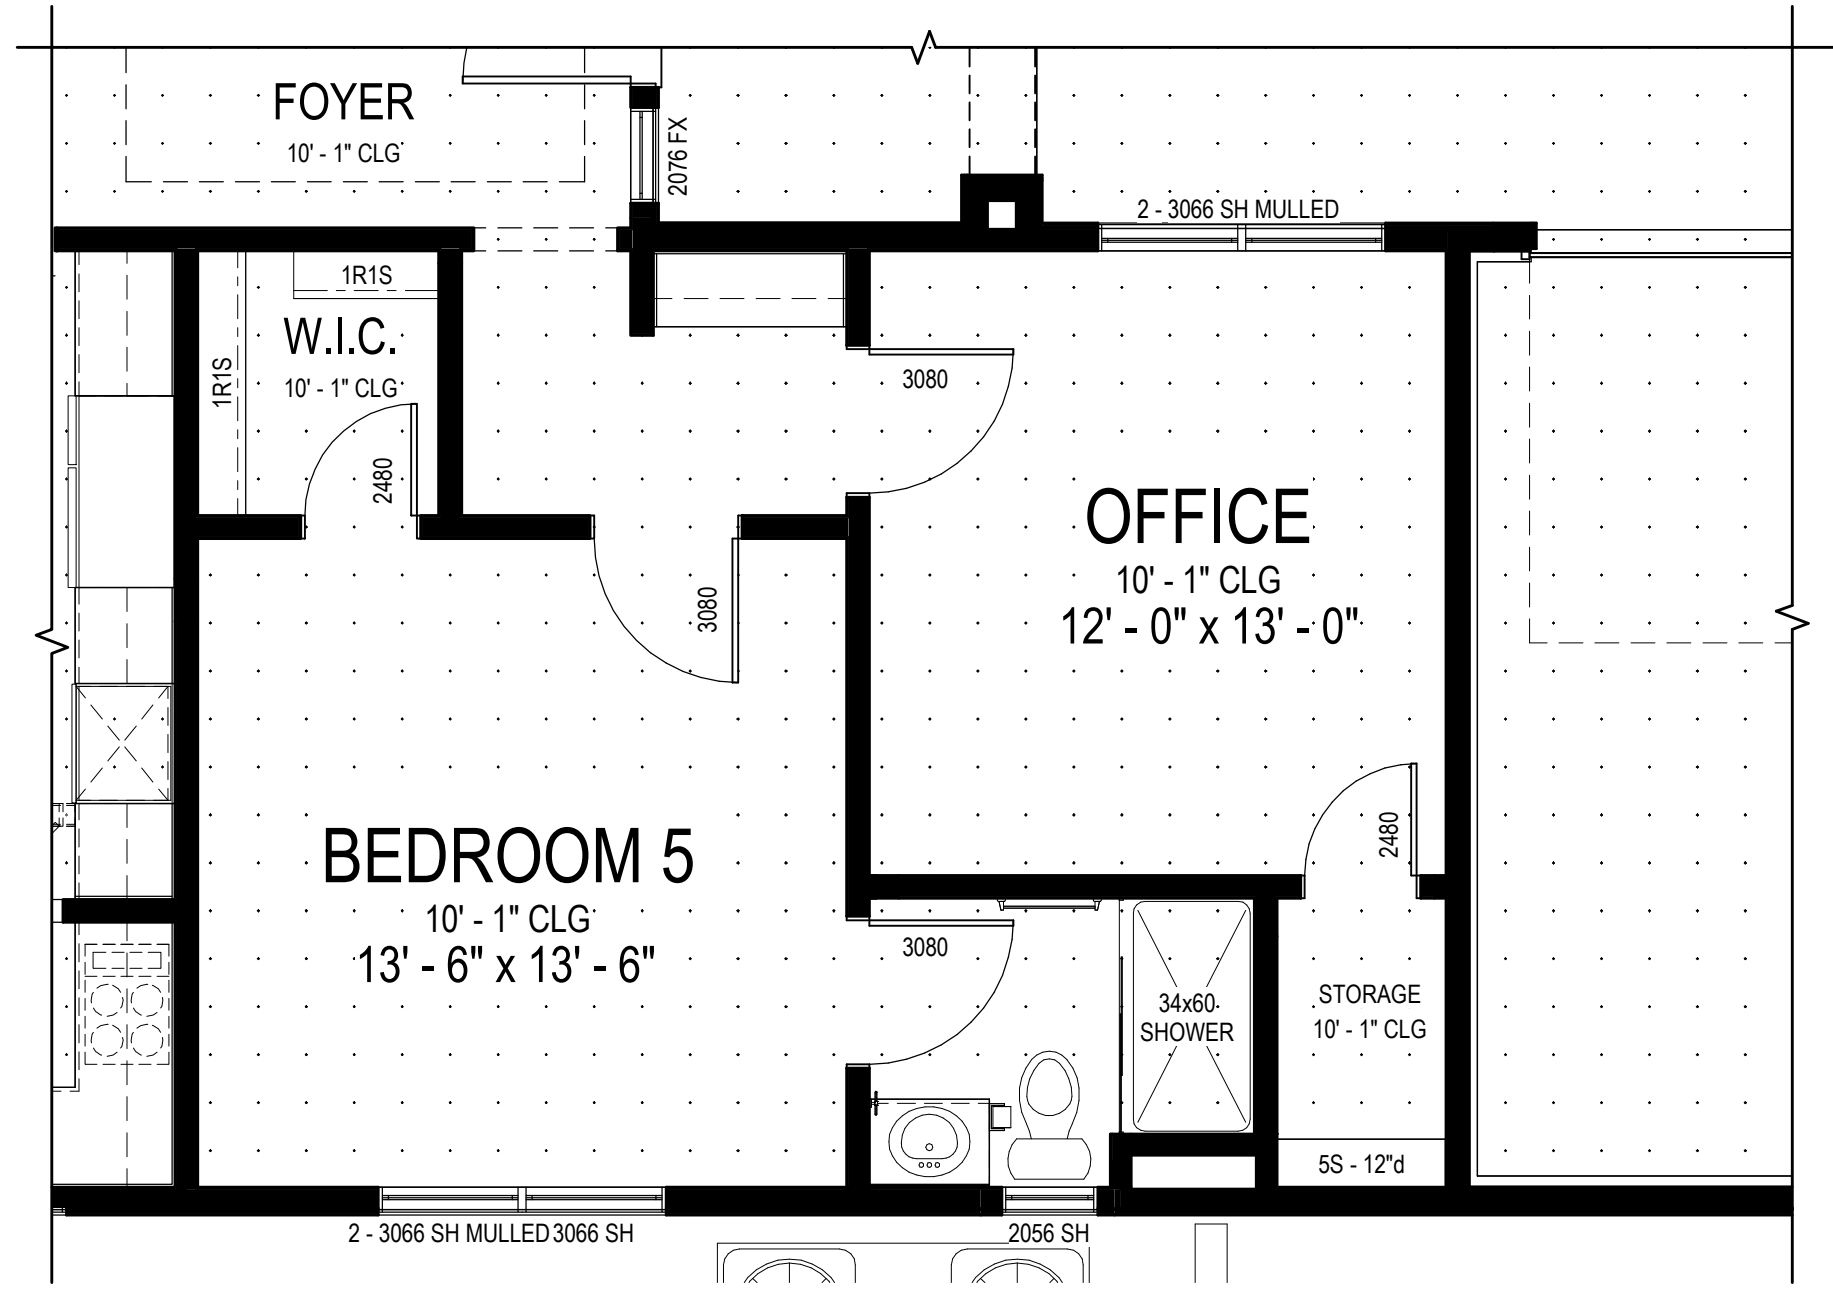 FOYER
10' - 1" CLG
2076 FX
2 - 3066 SH MULLED
1R1S
W.I.C.
10' - 1" CLG
1R1S
2480
3080
OFFICE
10' - 1" CLG
12' - 0" x 13' - 0"
3080
2480
BEDROOM 5
10' - 1" CLG
13' - 6" x 13' - 6"
3080
34x60
SHOWER
STORAGE
10' - 1" CLG
5S - 12"d
2 - 3066 SH MULLED 3066 SH
2056 SH